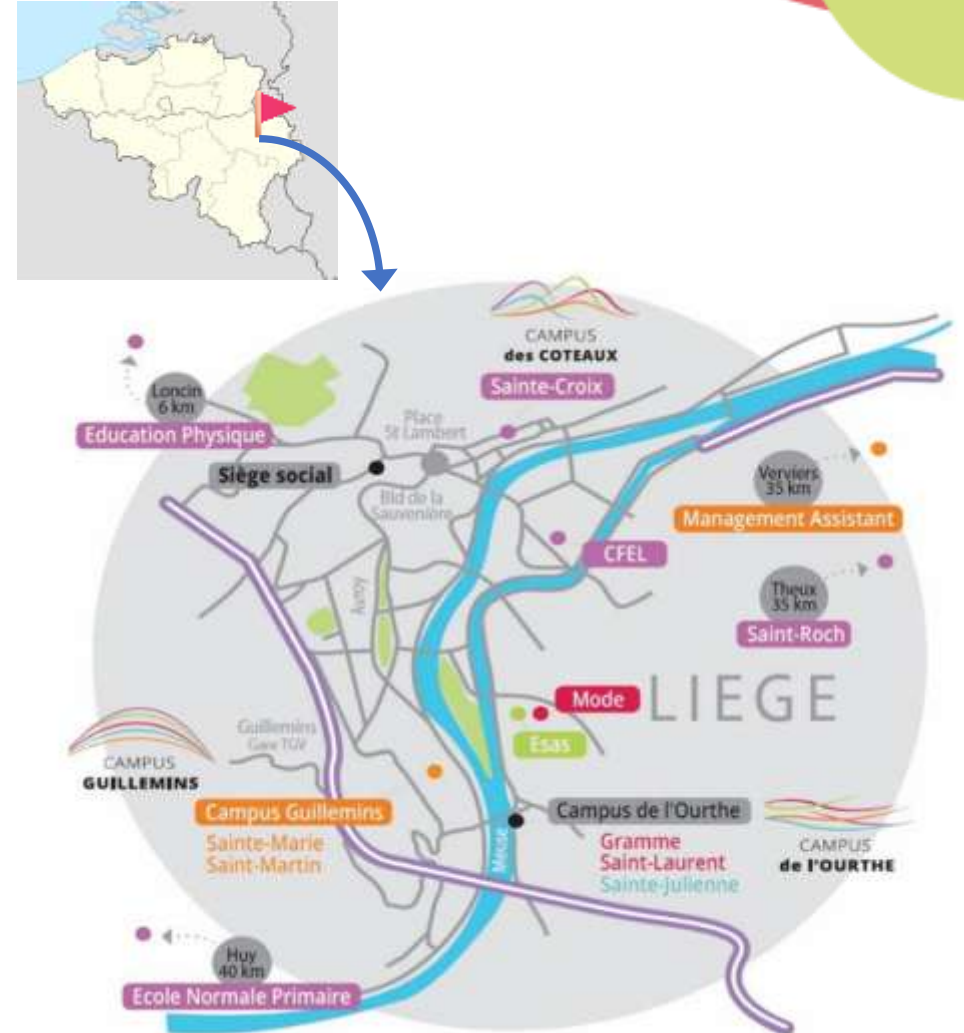 CAMPUS
des COTEAUX
Sainte-Croix
Loncin
6 km
Education Physique
Place
St Lambert
Siège social
Bld de la
Sauvenière
Verviers
35 km
Management Assistant
CFEL
Theux
35 km
Saint-Roch
Avroy
Mode
LIEGE
Esas
Guillemins
Gare TGV
CAMPUS
GUILLEMINS
Campus Guillemins
Sainte-Marie
Saint-Martin
Campus de l'Ourthe
Gramme
Saint-Laurent
Sainte-Julienne
CAMPUS
de l'OURTHE
Meuse
Huy
40 km
Ecole Normale Primaire